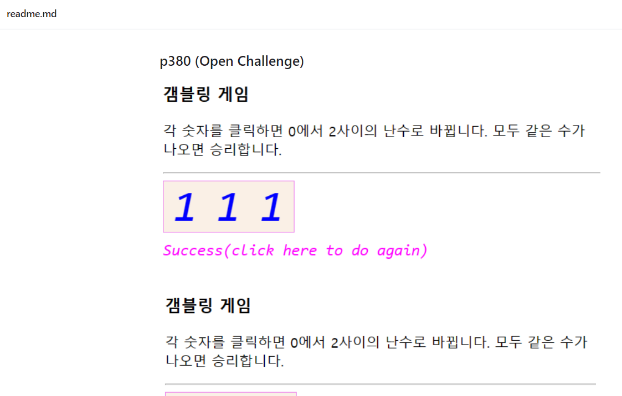 readme.md
p380 (Open Challenge)
갬블링 게임
각 숫자를 클릭하면 0에서 2사이의 난수로 바뀝니다. 모두 같은 수가
나오면 승리합니다.
1 1 1
Success(click here to do again)
갬블링 게임
각 숫자를 클릭하면 0에서 2사이의 난수로 바뀝니다. 모두 같은 수가
나오면 승리합니다.